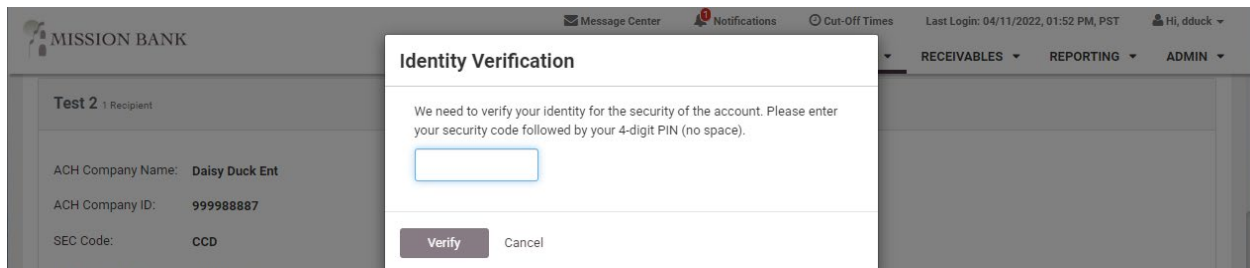 Message Center
1
Notifications
Cut-Off Times
Last Login: 04/11/2022, 01:52 PM, PST
Hi, dduck
MISSION BANK
RECEIVABLES
REPORTING
ADMIN
Identity Verification
We need to verify your identity for the security of the account. Please enter
your security code followed by your 4-digit PIN (no space).
Verify
Cancel
Test 2 1 Recipient
ACH Company Name: Daisy Duck Ent
ACH Company ID: 999988887
SEC Code: CCD